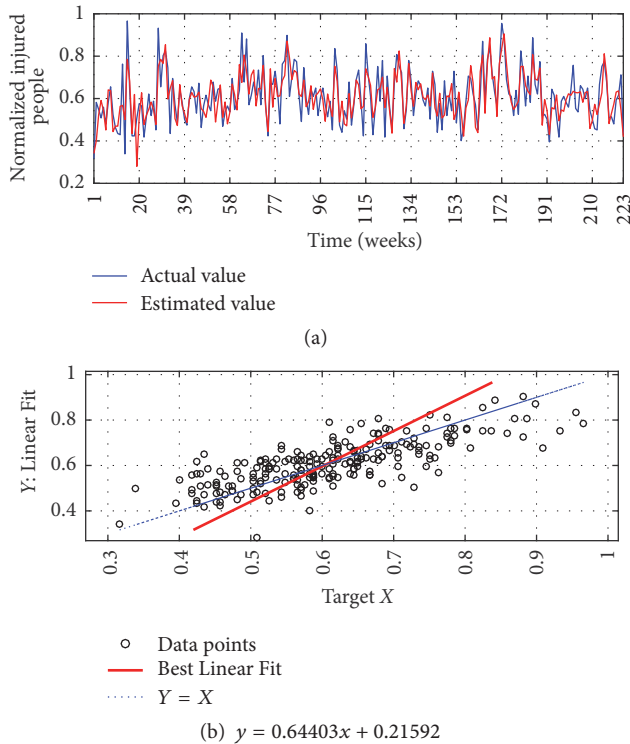 1
0.8
0.6
0.4
0.2
Normalized injured
people
1
20
39
58
77
96
115
134
153
172
191
210
223
Time (weeks)
Actual value
Estimated value
(a)
1
0.8
0.6
0.4
Y: Linear Fit
0.3
0.4
0.5
0.6
0.7
0.8
0.9
1
Target X
Data points
Best Linear Fit
Y = X
(b) y = 0.64403x + 0.21592